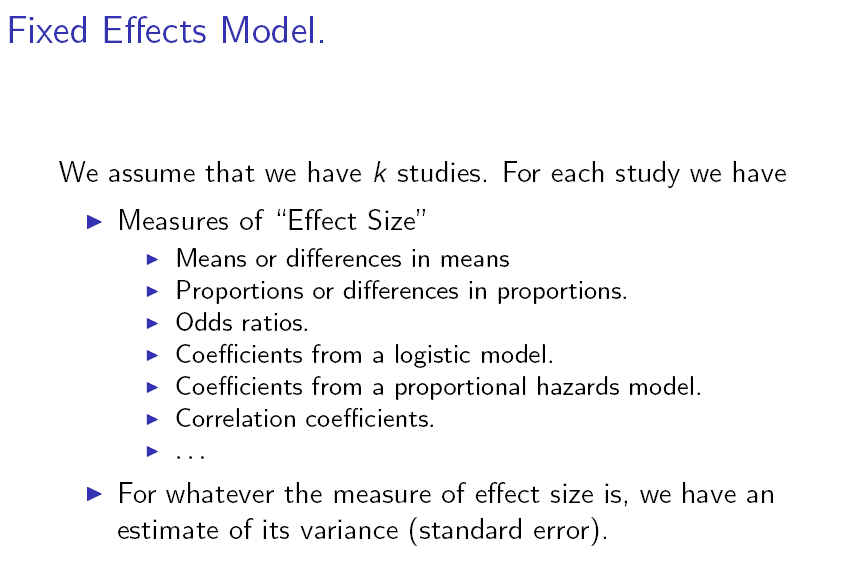 Fixed Effects Model.
We assume that we have k studies. For each study we have
▶ Measures of “Effect Size”
▶ Means or differences in means
▶ Proportions or differences in proportions.
▶ Odds ratios.
▶ Coefficients from a logistic model.
▶ Coefficients from a proportional hazards model.
▶ Correlation coefficients.
▶ . . .
▶ For whatever the measure of effect size is, we have an
estimate of its variance (standard error).